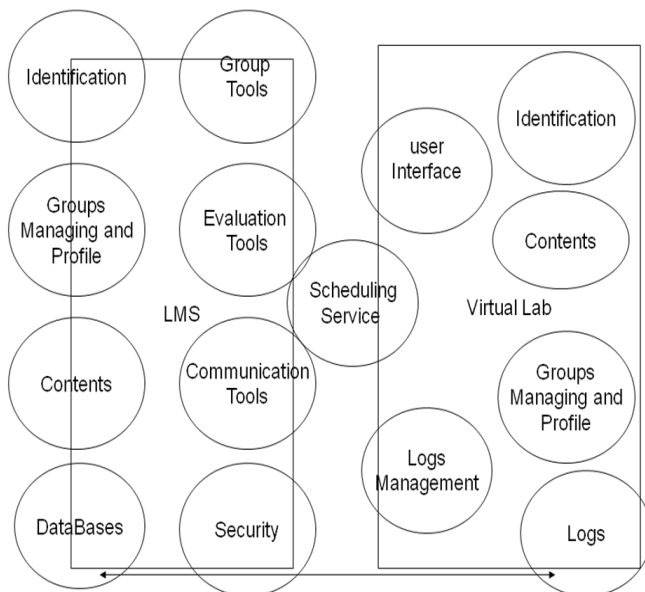 Identification
Group
Tools
Groups
Managing and
Profile
Evaluation
Tools
LMS
Contents
Communication
Tools
DataBases
Security
Scheduling
Service
user
Interface
Identification
Contents
Virtual Lab
Groups
Managing and
Profile
Logs
Management
Logs